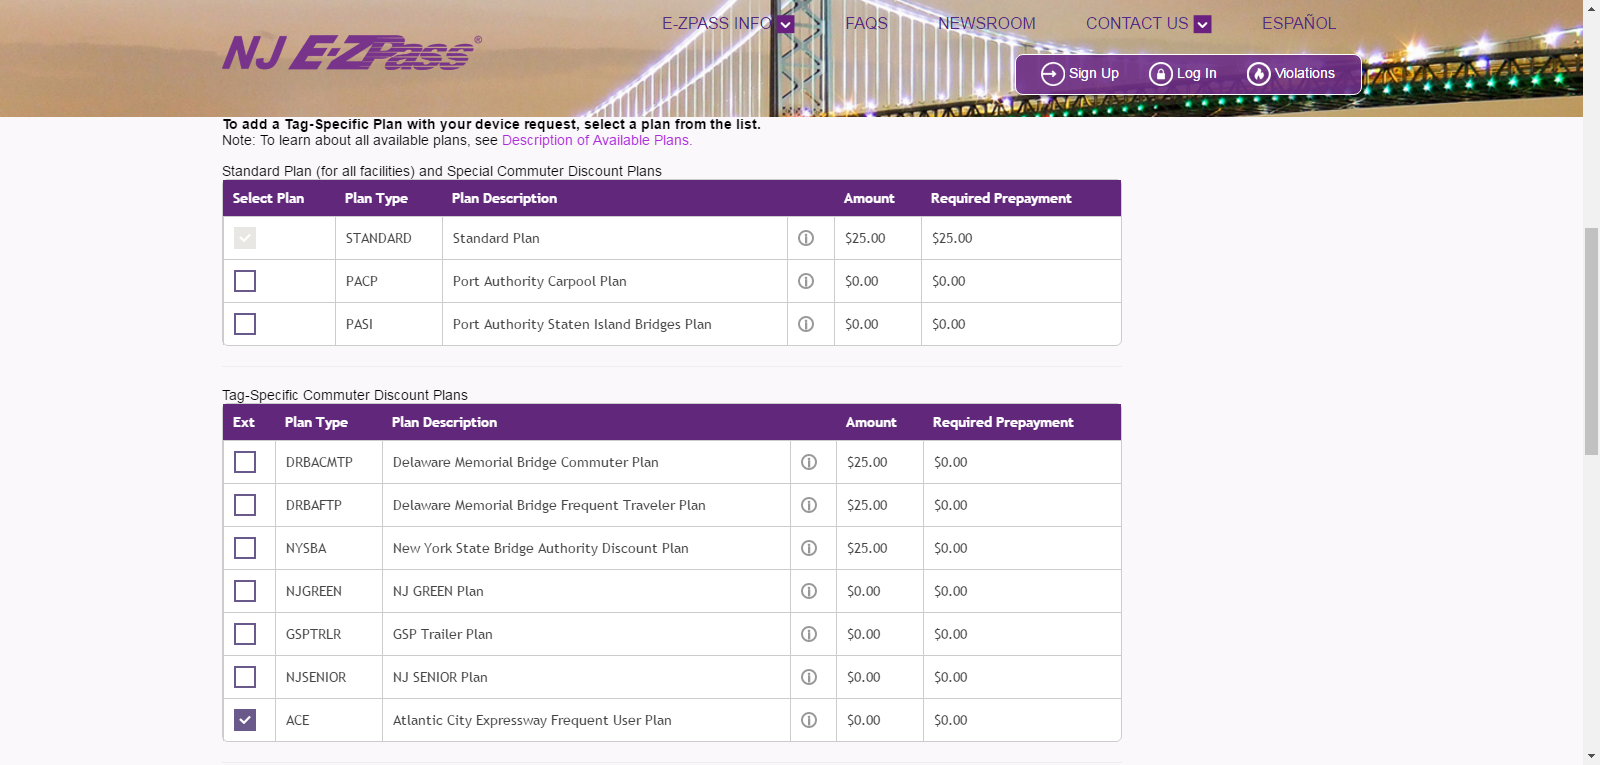 E-ZPASS INFO FAQS NEWSROOM CONTACT US ESPAÑOL
NJ E-ZPass®
Sign Up Log In Violations
To add a Tag-Specific Plan with your device request, select a plan from the list.
Note: To learn about all available plans, see Description of Available Plans.
Standard Plan (for all facilities) and Special Commuter Discount Plans
Select Plan Plan Type Plan Description Amount Required Prepayment
STANDARD Standard Plan $25.00 $25.00
PACP Port Authority Carpool Plan $0.00 $0.00
PASI Port Authority Staten Island Bridges Plan $0.00 $0.00
Tag-Specific Commuter Discount Plans
Ext Plan Type Plan Description Amount Required Prepayment
DRBACMTP Delaware Memorial Bridge Commuter Plan $25.00 $0.00
DRBAFTP Delaware Memorial Bridge Frequent Traveler Plan $25.00 $0.00
NYSBA New York State Bridge Authority Discount Plan $25.00 $0.00
NJGREEN NJ GREEN Plan $0.00 $0.00
GSPTRLR GSP Trailer Plan $0.00 $0.00
NJSENIOR NJ SENIOR Plan $0.00 $0.00
ACE Atlantic City Expressway Frequent User Plan $0.00 $0.00